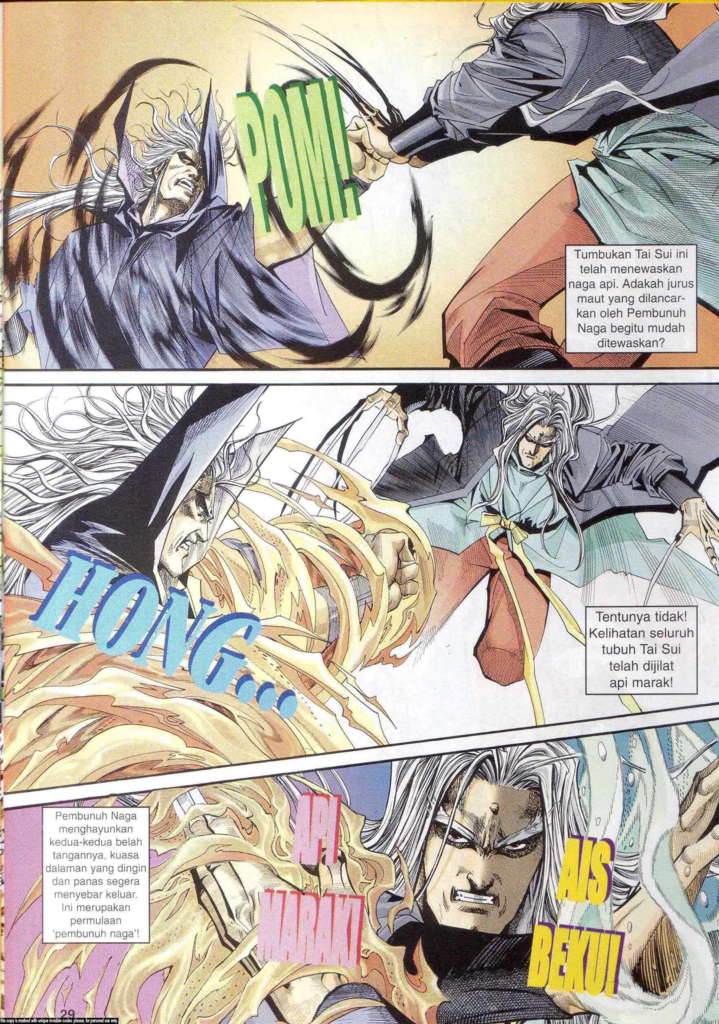 POM!
Tumbukan Tai Sui ini
telah menewaskan
naga api. Adakah jurus
maut yang dilancar-
kan oleh Pembunuh
Naga begitu mudah
ditewaskan?
HONG...
Tentunya tidak!
Kelihatan seluruh
tubuh Tai Sui
telah dijilat
api marak!
Pembunuh Naga
menghayunkan
kedua-kedua belah
tangannya, kuasa
dalaman yang dingin
dan panas segera
menyebar keluar.
Ini merupakan
permulaan
'pembunuh naga'!
API
MARAK!
AIS
BEKU!
29